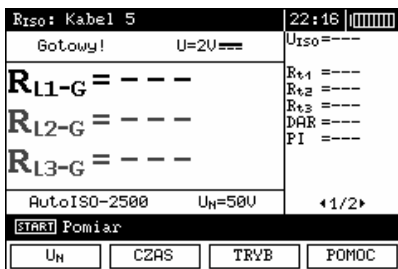 RISO: Kabel 5 22:16
Gotowy! U=2V
UISO=---
RL1-G= – – –
RL2-G= – – –
RL3-G= – – –
Rt1 =---
Rt2 =---
Rt3 =---
DAR =---
PI =---
AutoISO-2500 UN=50V
◂1/2▸
START Pomiar
UN CZAS TRYB POMOC